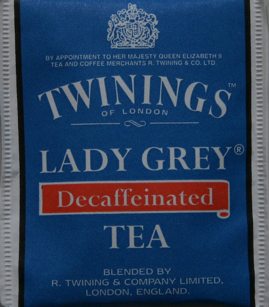 BY APPOINTMENT TO HER MAJESTY QUEEN ELIZABETH II
TEA AND COFFEE MERCHANTS R. TWINING & CO. LTD.
TWININGS™
OF LONDON
LADY GREY®
Decaffeinated
TEA
BLENDED BY
R. TWINING & COMPANY LIMITED,
LONDON, ENGLAND.